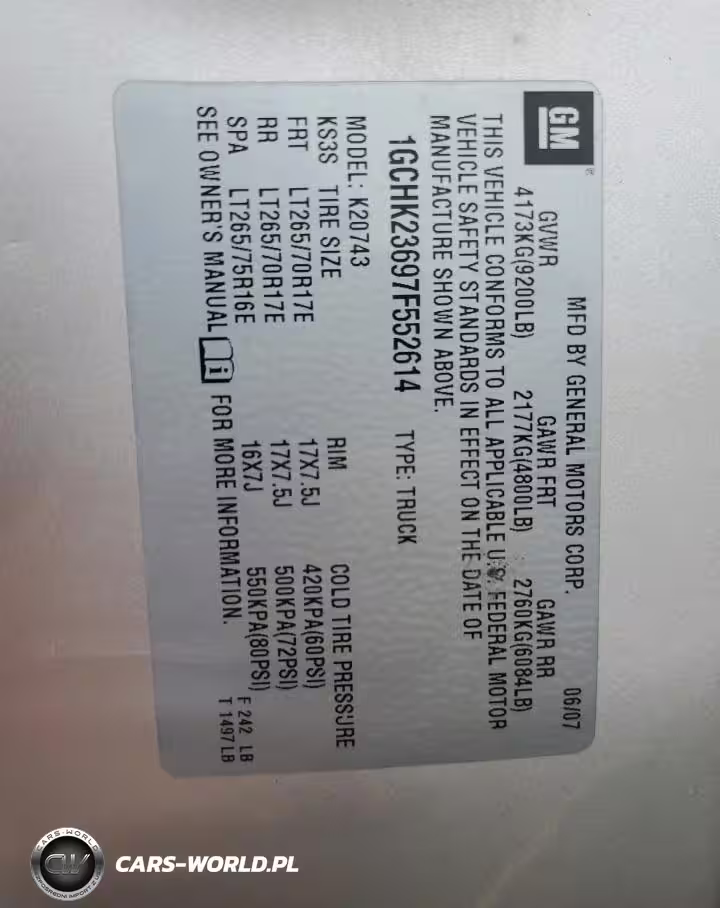 GM
MFD BY GENERAL MOTORS CORP. 06/07
GVWR GAWR FRT GAWR RR
4173KG(9200LB) 2177KG(4800LB) 2760KG(6084LB)
THIS VEHICLE CONFORMS TO ALL APPLICABLE U.S. FEDERAL MOTOR
VEHICLE SAFETY STANDARDS IN EFFECT ON THE DATE OF
MANUFACTURE SHOWN ABOVE.
1GCHK23697F552614 TYPE: TRUCK
MODEL: K20743
KS3S TIRE SIZE RIM COLD TIRE PRESSURE
FRT LT265/70R17E 17X7.5J 420KPA(60PSI)
RR LT265/70R17E 17X7.5J 500KPA(72PSI)
SPA LT265/75R16E 16X7J 550KPA(80PSI)
SEE OWNER'S MANUAL FOR MORE INFORMATION.
F 242 LB
T 1497 LB
CARS-WORLD
CW
CARS-WORLD.PL